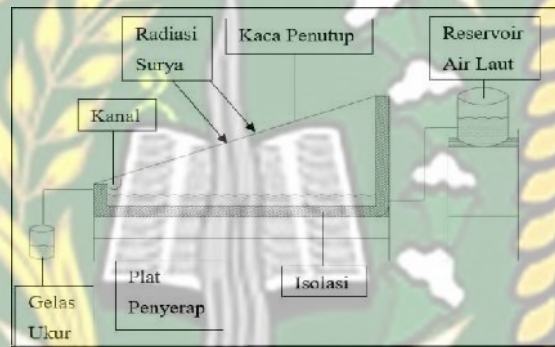 Radiasi
Surya
Kaca Penutup
Reservoir
Air Laut
Kanal
Isolasi
Gelas
Ukur
Plat
Penyerap